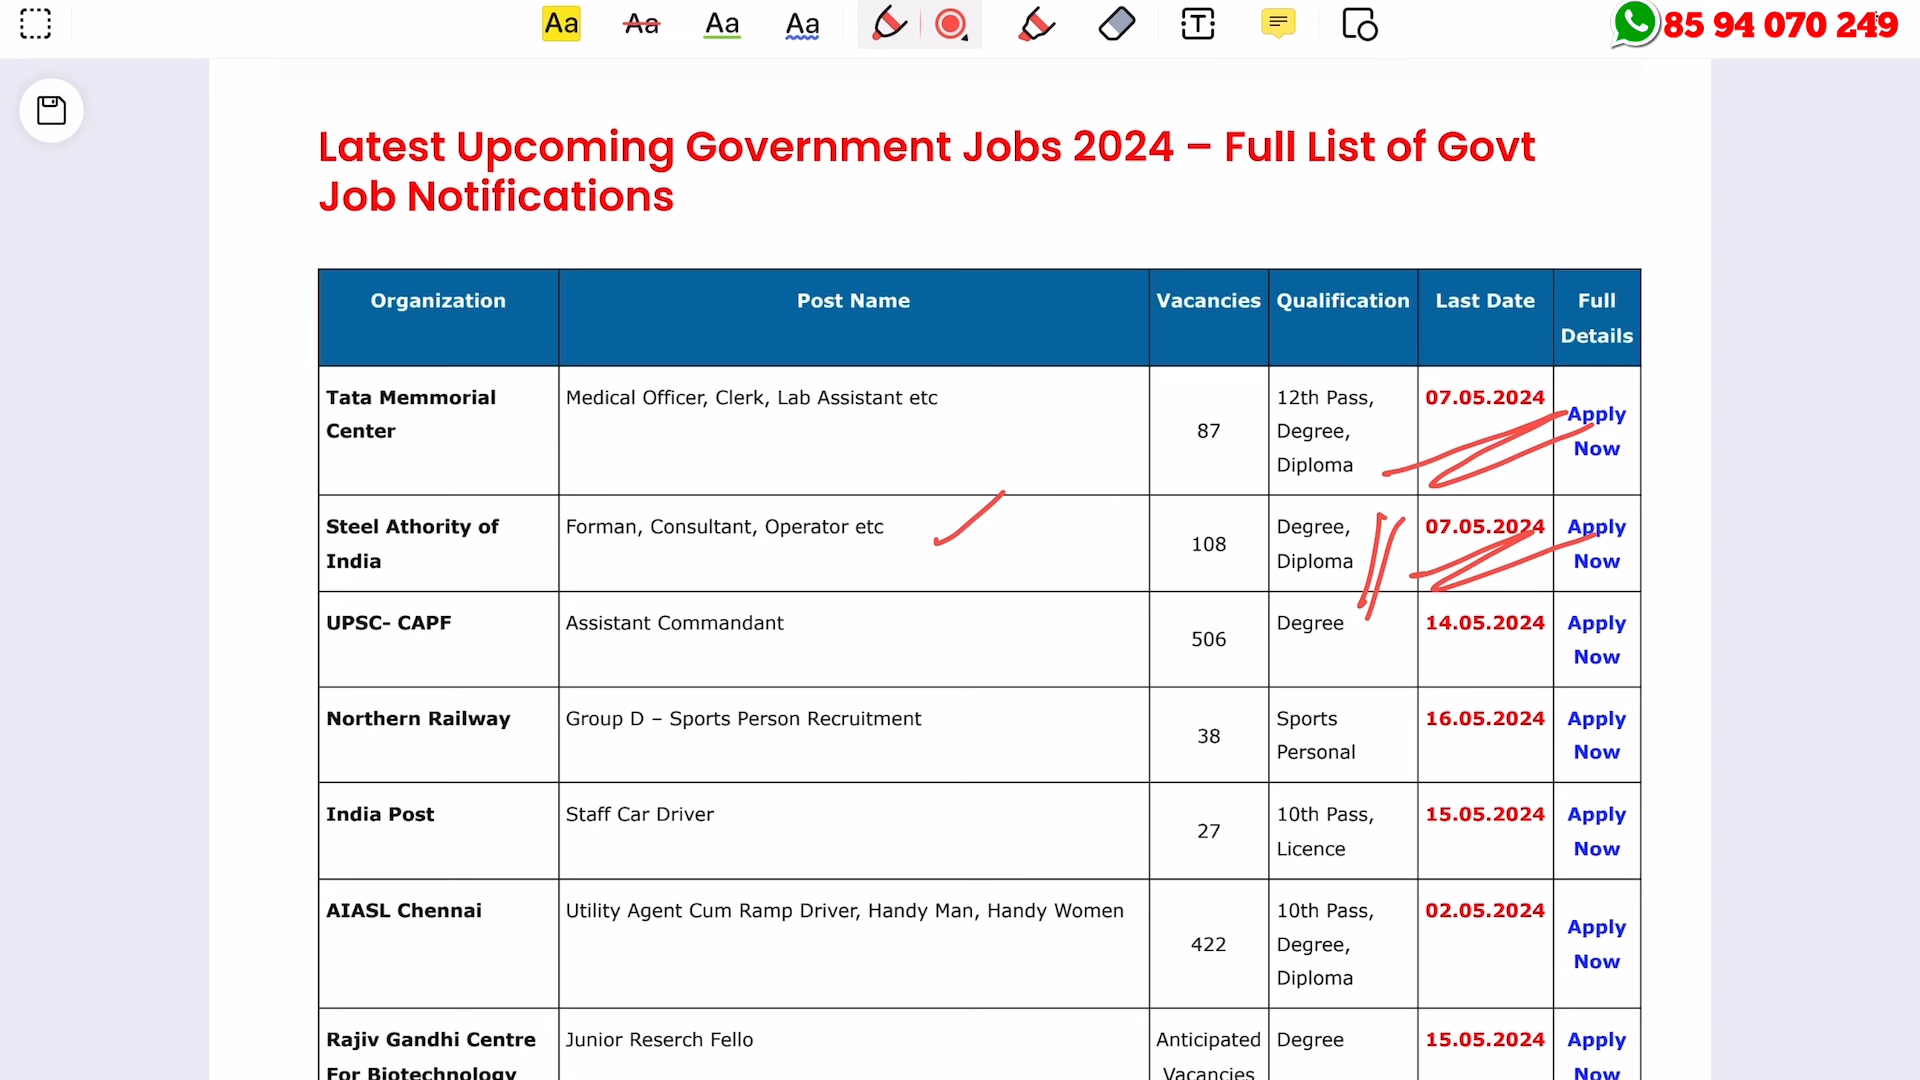 Aa Aa Aa Aa
85 94 070 249
Latest Upcoming Government Jobs 2024 – Full List of Govt
Job Notifications
Organization Post Name Vacancies Qualification Last Date Full
Details
Tata Memmorial Medical Officer, Clerk, Lab Assistant etc 12th Pass, 07.05.2024
Apply
Center 87 Degree,
Now
Diploma
Steel Athority of Forman, Consultant, Operator etc Degree, 07.05.2024 Apply
108
India Diploma Now
UPSC- CAPF Assistant Commandant Degree 14.05.2024 Apply
506
Now
Northern Railway Group D – Sports Person Recruitment Sports 16.05.2024 Apply
38
Personal Now
India Post Staff Car Driver 10th Pass, 15.05.2024 Apply
27
Licence Now
AIASL Chennai Utility Agent Cum Ramp Driver, Handy Man, Handy Women 10th Pass, 02.05.2024
Apply
422 Degree,
Now
Diploma
Rajiv Gandhi Centre Junior Reserch Fello Anticipated Degree 15.05.2024 Apply
For Biotechnology Vacancies Now